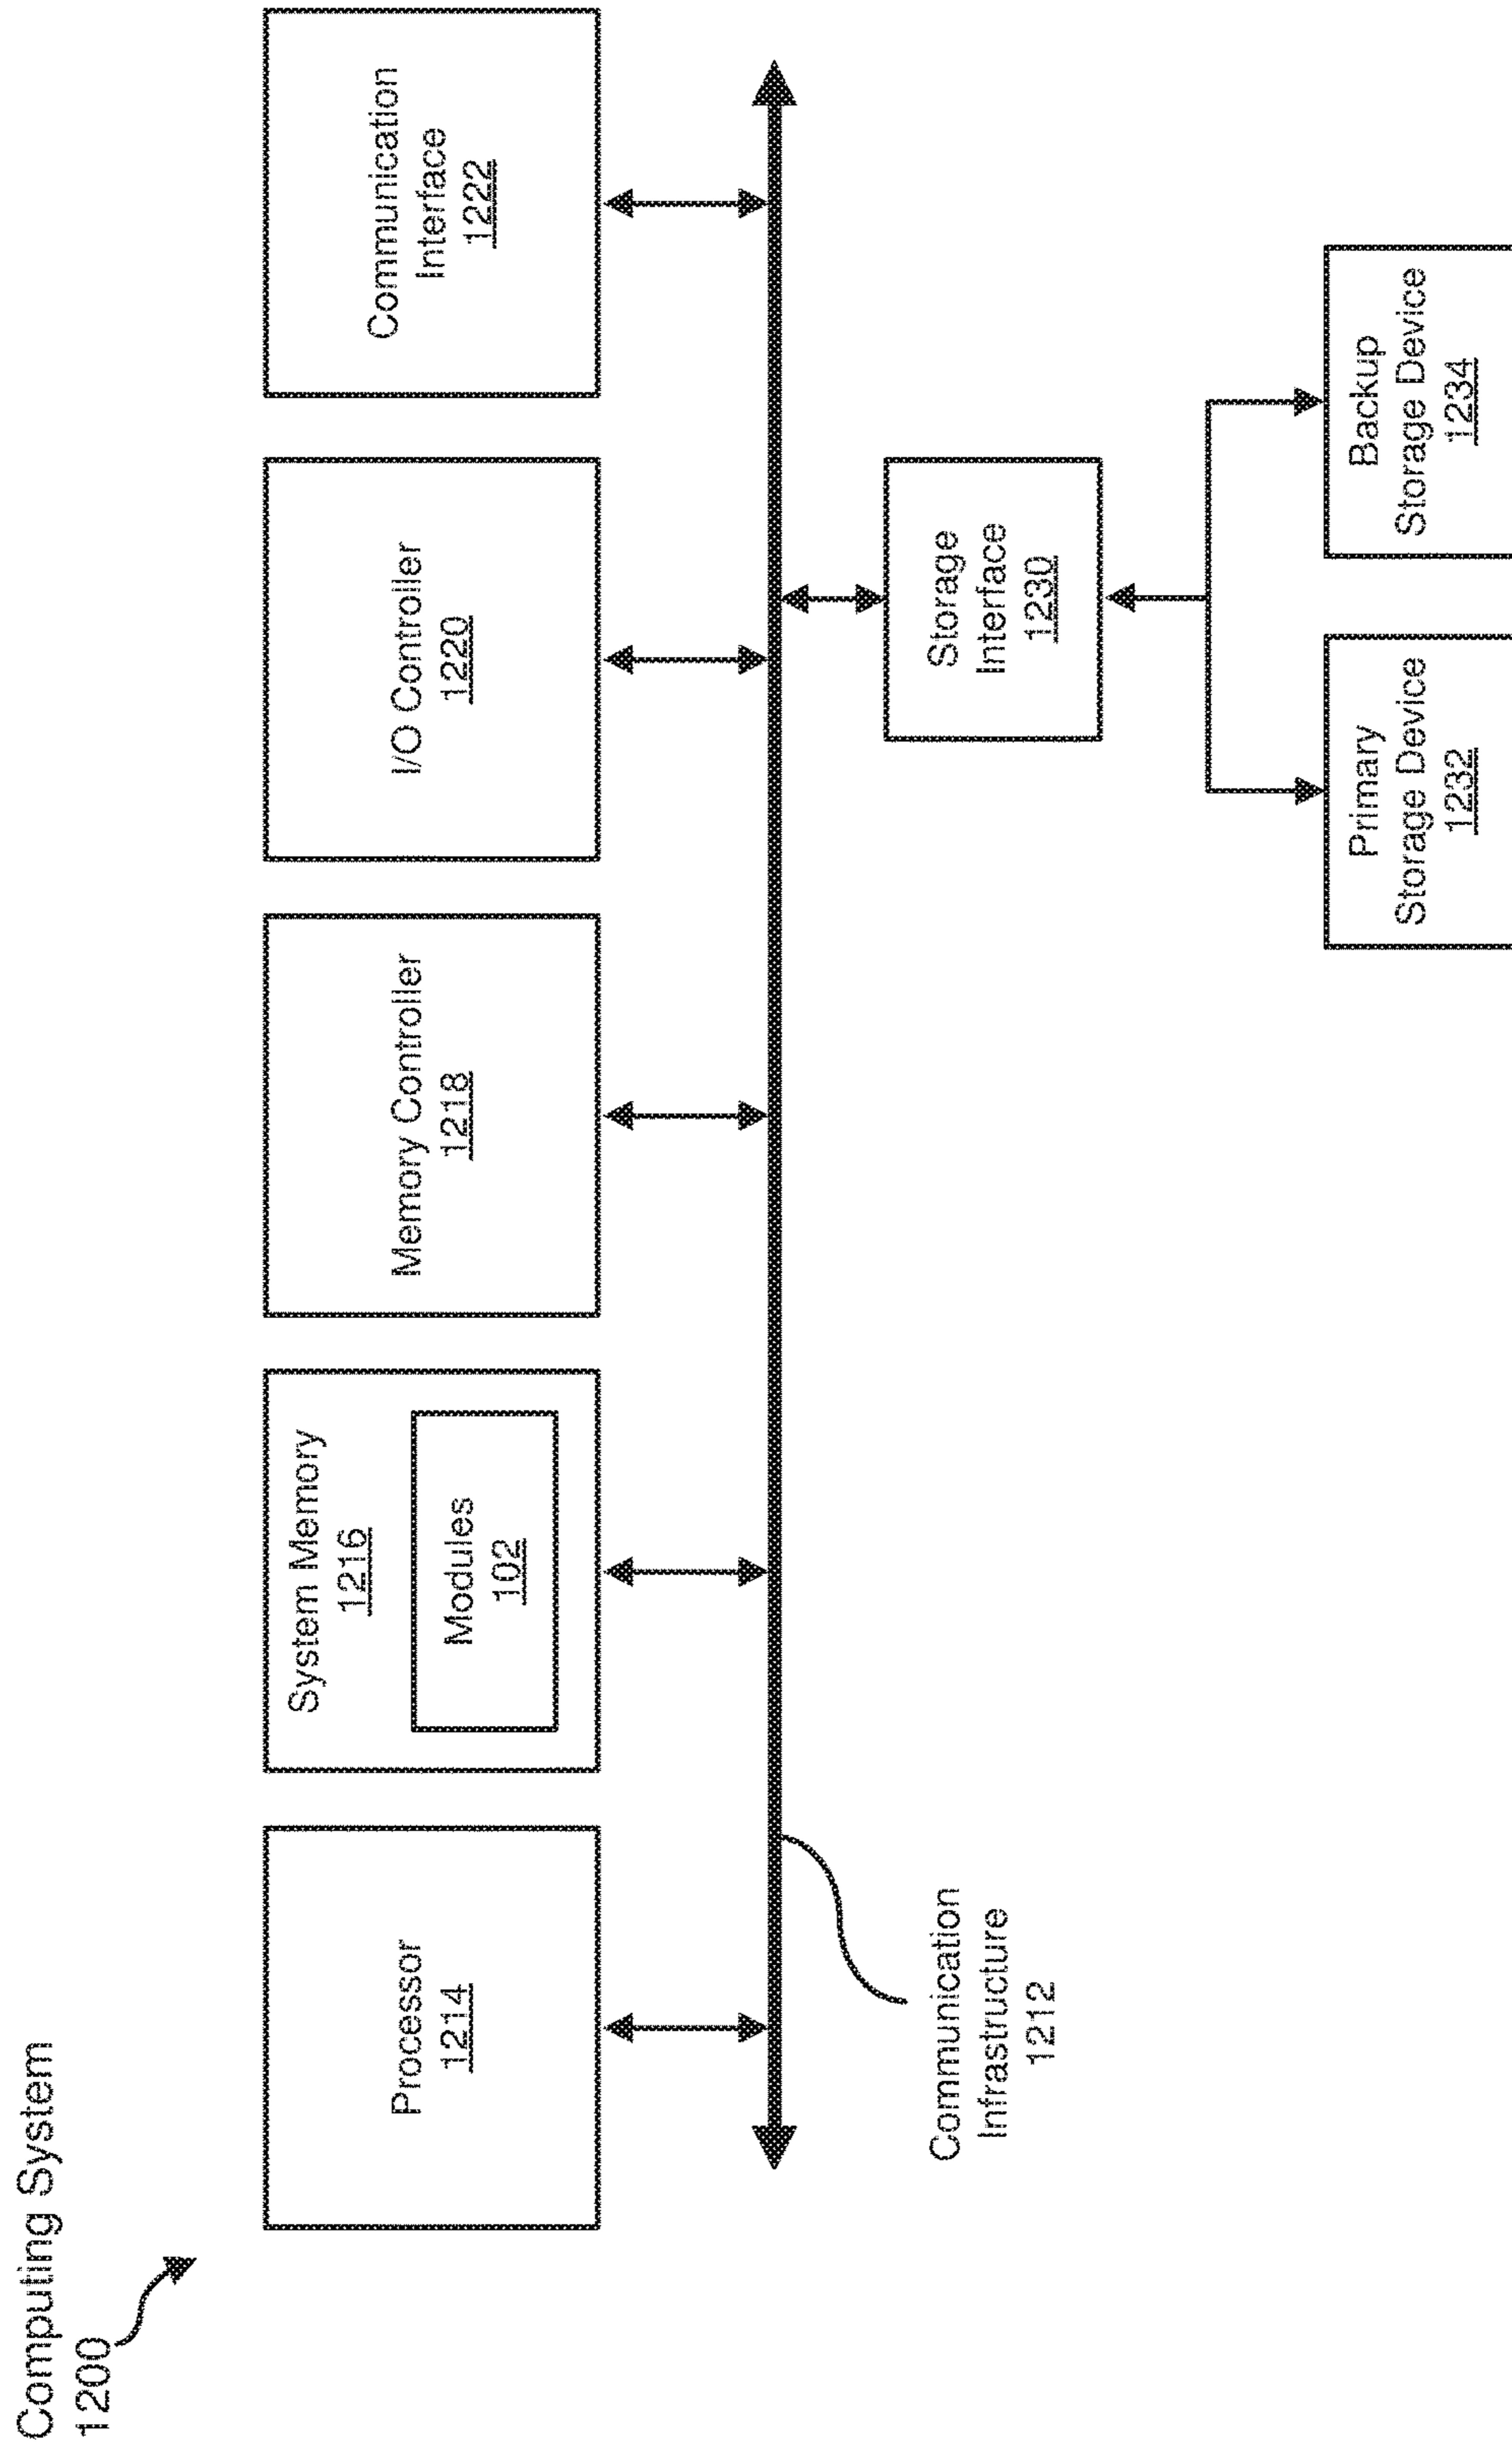 Computing System
1200
Processor
1214
System Memory
1216
Modules
102
Memory Controller
1218
I/O Controller
1220
Communication
Interface
1222
Communication
Infrastructure
1212
Storage
Interface
1230
Primary
Storage Device
1232
Backup
Storage Device
1234